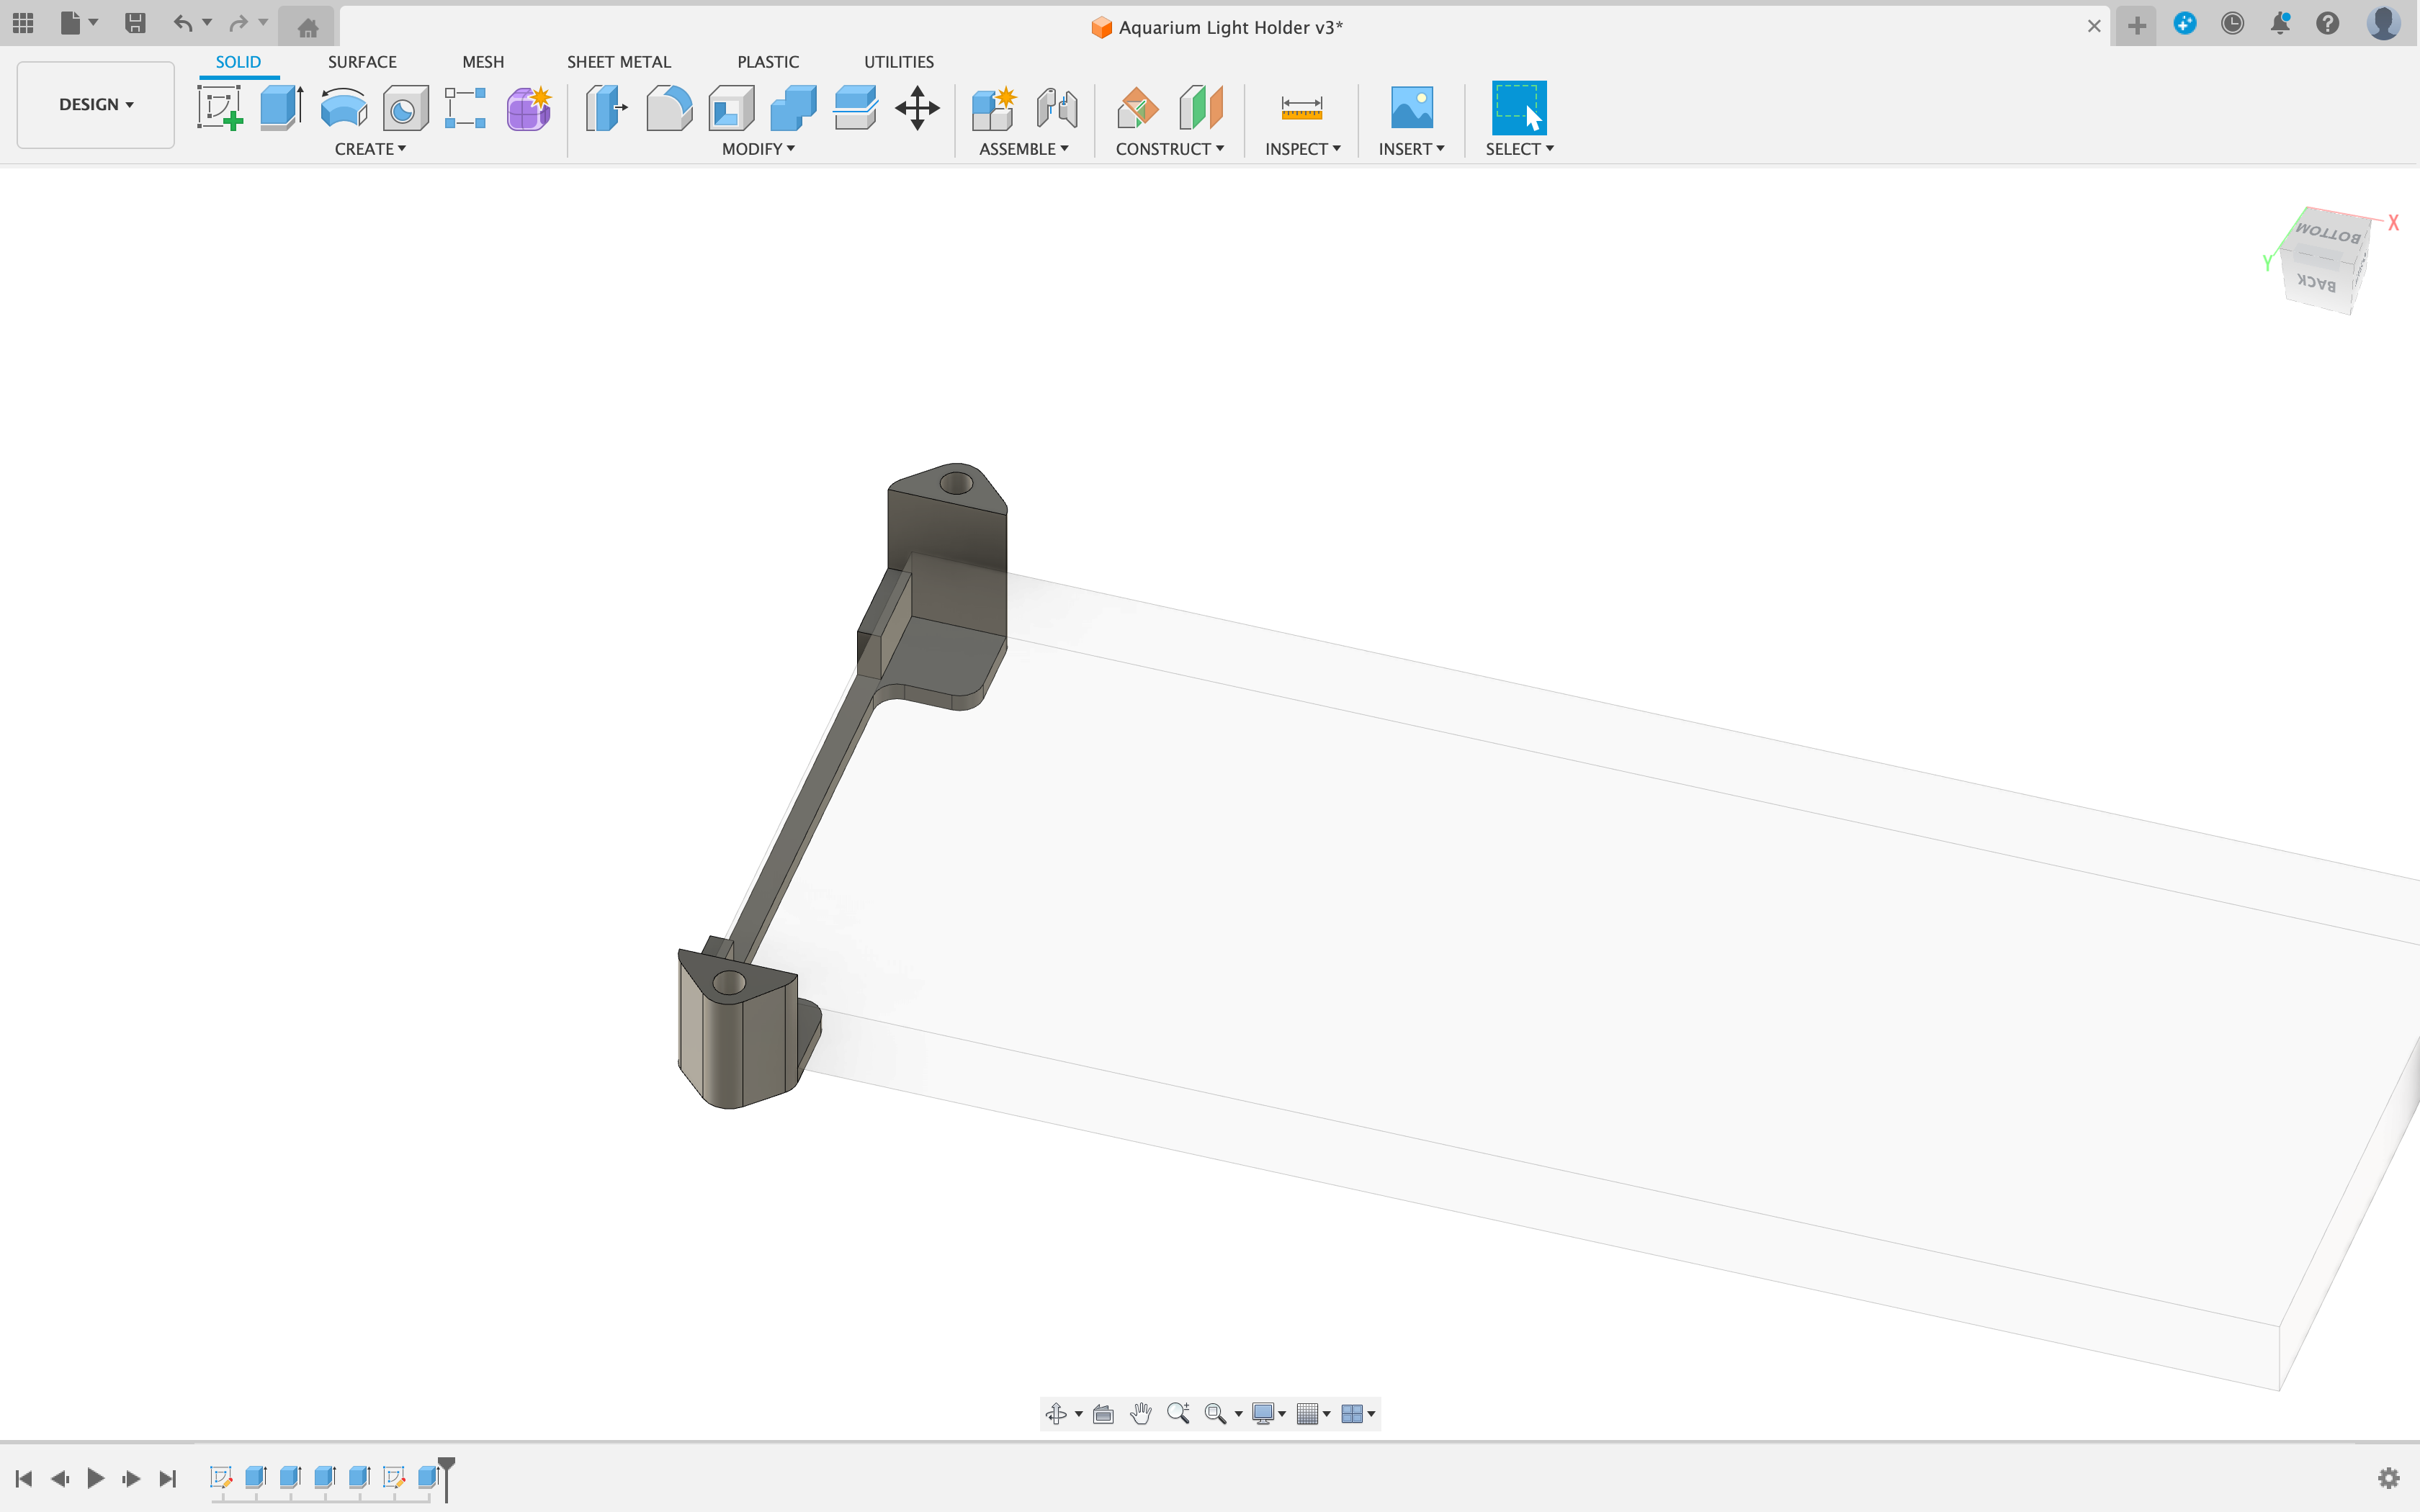 Aquarium Light Holder v3*
SOLID SURFACE MESH SHEET METAL PLASTIC UTILITIES
DESIGN
CREATE MODIFY ASSEMBLE CONSTRUCT INSPECT INSERT SELECT
X
BOTTOM
Y
BACK